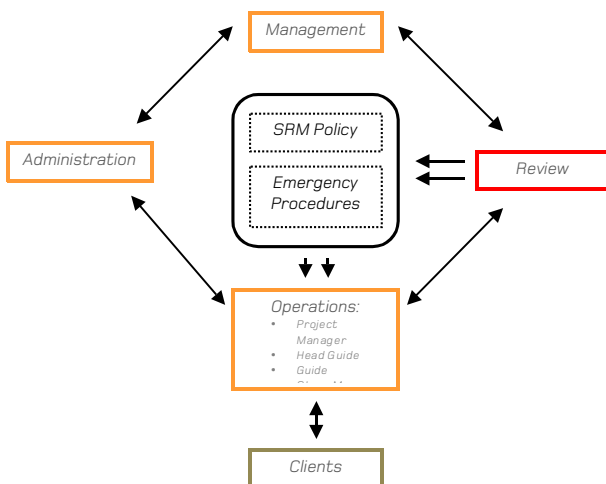 Management
SRM Policy
Administration
Review
Emergency
Procedures
Operations:
• Project
Manager
• Head Guide
• Guide
Clients